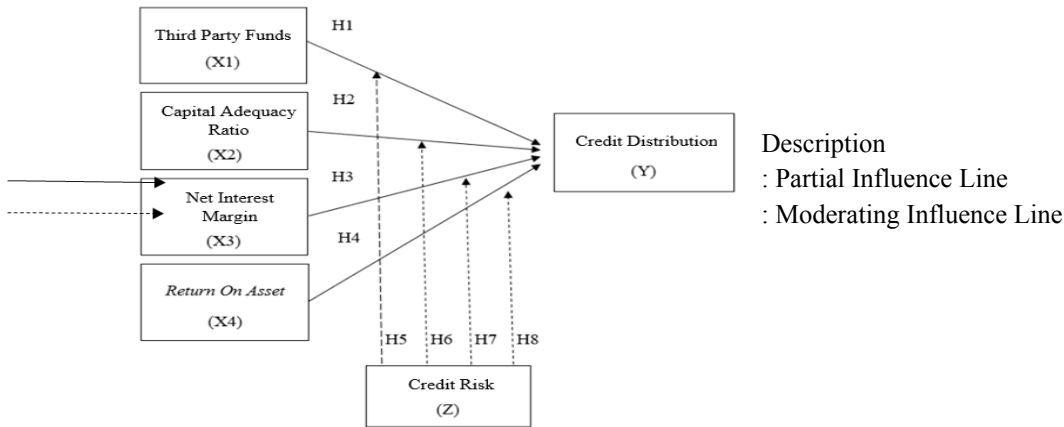 H1
Third Party Funds
(X1)
H2
Capital Adequacy
Ratio
(X2)
H3
Net Interest
Margin
(X3)
H4
Return On Asset
(X4)
Credit Distribution
(Y)
H5
H6
H7
H8
Credit Risk
(Z)
Description
: Partial Influence Line
: Moderating Influence Line